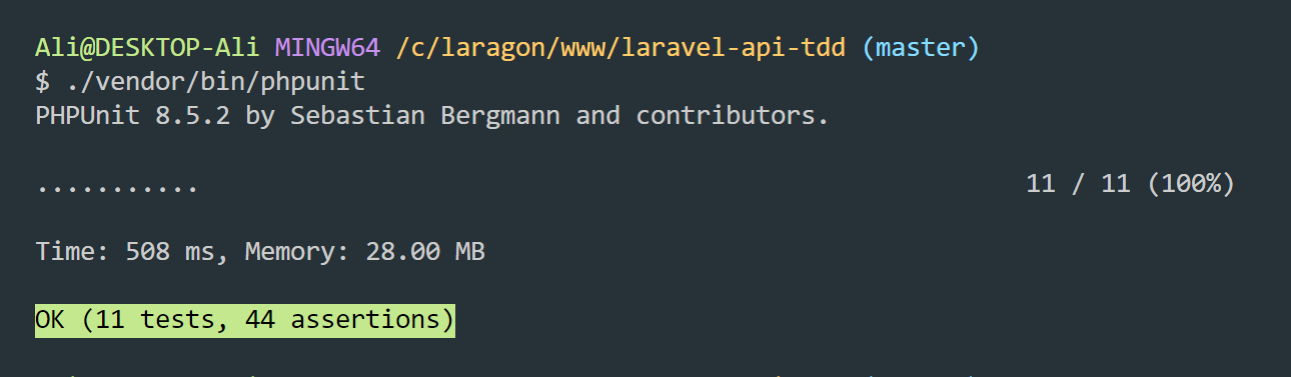 Ali@DESKTOP-Ali MINGW64 /c/laragon/www/laravel-api-tdd (master)
$ ./vendor/bin/phpunit
PHPUnit 8.5.2 by Sebastian Bergmann and contributors.
........... 11 / 11 (100%)
Time: 508 ms, Memory: 28.00 MB
OK (11 tests, 44 assertions)